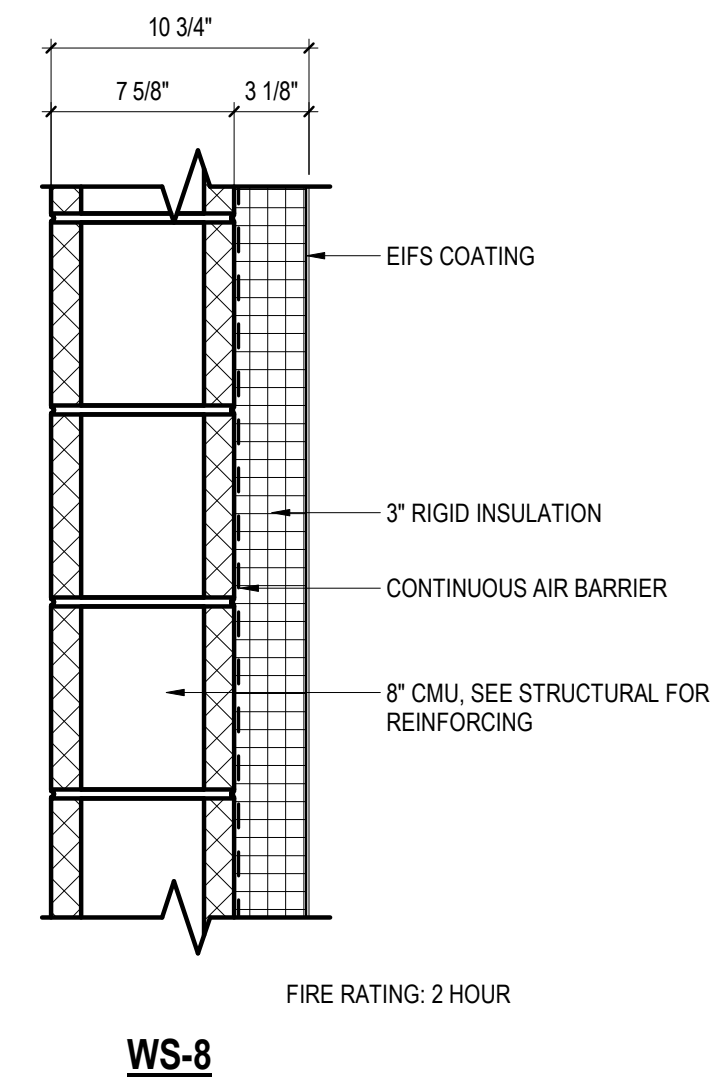 10 3/4"
7 5/8" 3 1/8"
EIFS COATING
3" RIGID INSULATION
CONTINUOUS AIR BARRIER
8" CMU, SEE STRUCTURAL FOR
REINFORCING
FIRE RATING: 2 HOUR
WS-8